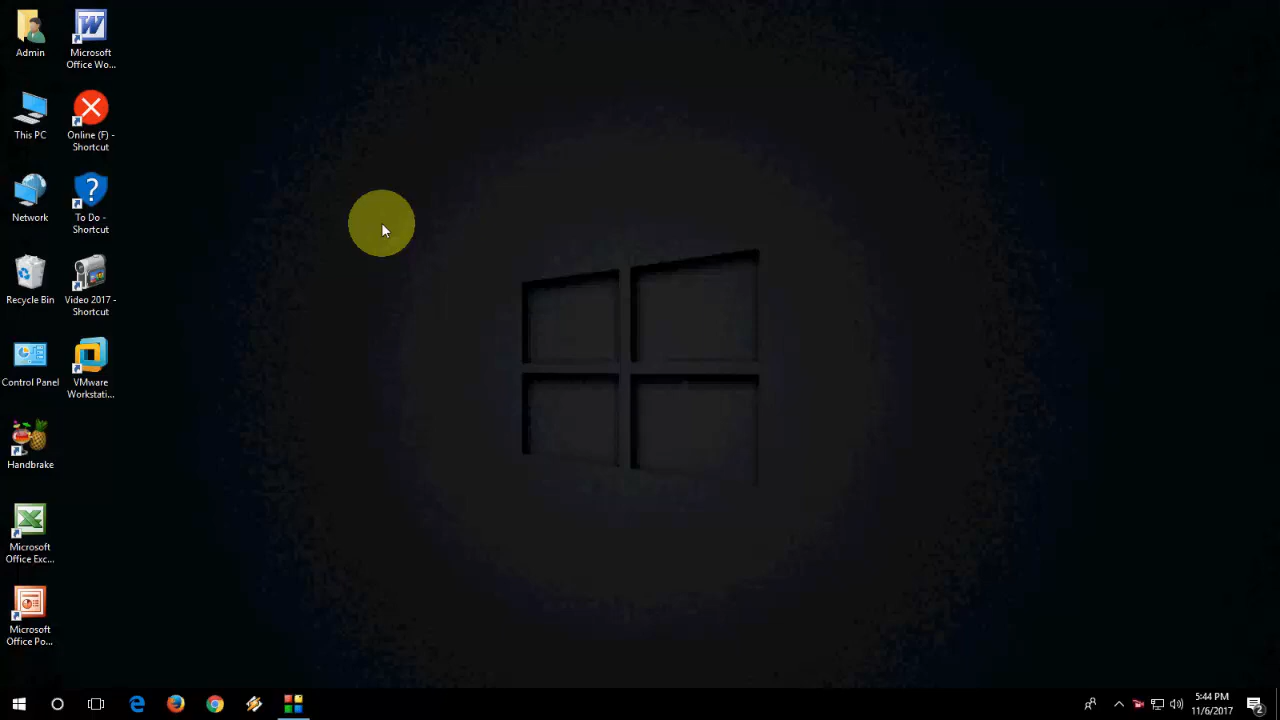 Admin
Microsoft
Office Wo...
This PC
Online (F) -
Shortcut
Network
To Do -
Shortcut
Recycle Bin
Video 2017 -
Shortcut
Control Panel
VMware
Workstati...
Handbrake
Microsoft
Office Exc...
Microsoft
Office Po...
5:44 PM
11/6/2017
2